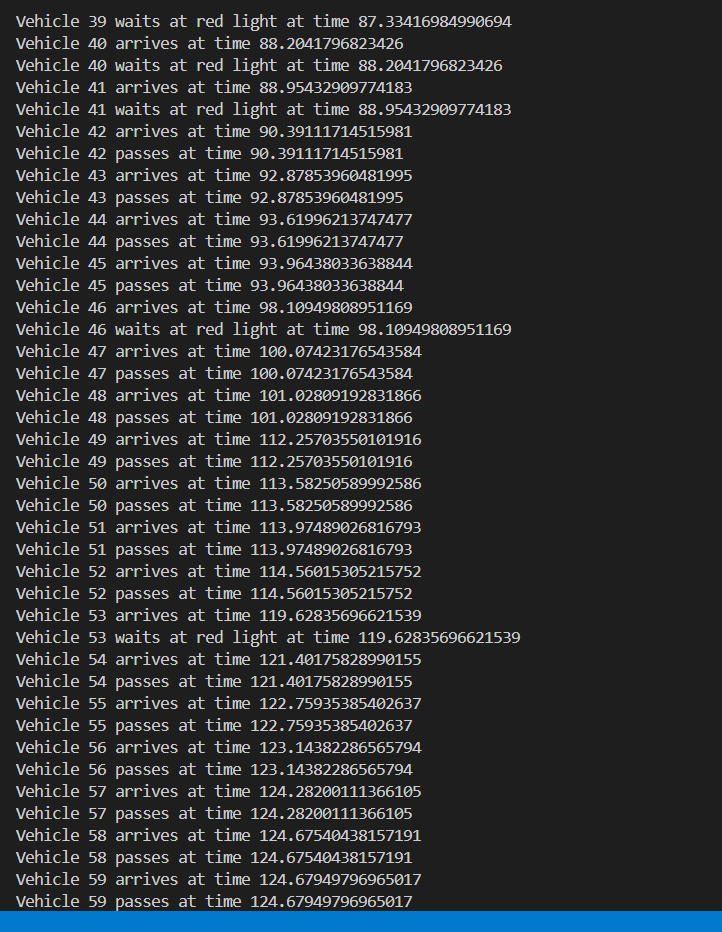 Vehicle 39 waits at red light at time 87.33416984990694
Vehicle 40 arrives at time 88.2041796823426
Vehicle 40 waits at red light at time 88.2041796823426
Vehicle 41 arrives at time 88.95432909774183
Vehicle 41 waits at red light at time 88.95432909774183
Vehicle 42 arrives at time 90.39111714515981
Vehicle 42 passes at time 90.39111714515981
Vehicle 43 arrives at time 92.87853960481995
Vehicle 43 passes at time 92.87853960481995
Vehicle 44 arrives at time 93.61996213747477
Vehicle 44 passes at time 93.61996213747477
Vehicle 45 arrives at time 93.96438033638844
Vehicle 45 passes at time 93.96438033638844
Vehicle 46 arrives at time 98.10949808951169
Vehicle 46 waits at red light at time 98.10949808951169
Vehicle 47 arrives at time 100.07423176543584
Vehicle 47 passes at time 100.07423176543584
Vehicle 48 arrives at time 101.02809192831866
Vehicle 48 passes at time 101.02809192831866
Vehicle 49 arrives at time 112.25703550101916
Vehicle 49 passes at time 112.25703550101916
Vehicle 50 arrives at time 113.58250589992586
Vehicle 50 passes at time 113.58250589992586
Vehicle 51 arrives at time 113.97489026816793
Vehicle 51 passes at time 113.97489026816793
Vehicle 52 arrives at time 114.56015305215752
Vehicle 52 passes at time 114.56015305215752
Vehicle 53 arrives at time 119.62835696621539
Vehicle 53 waits at red light at time 119.62835696621539
Vehicle 54 arrives at time 121.40175828990155
Vehicle 54 passes at time 121.40175828990155
Vehicle 55 arrives at time 122.75935385402637
Vehicle 55 passes at time 122.75935385402637
Vehicle 56 arrives at time 123.14382286565794
Vehicle 56 passes at time 123.14382286565794
Vehicle 57 arrives at time 124.28200111366105
Vehicle 57 passes at time 124.28200111366105
Vehicle 58 arrives at time 124.67540438157191
Vehicle 58 passes at time 124.67540438157191
Vehicle 59 arrives at time 124.67949796965017
Vehicle 59 passes at time 124.67949796965017